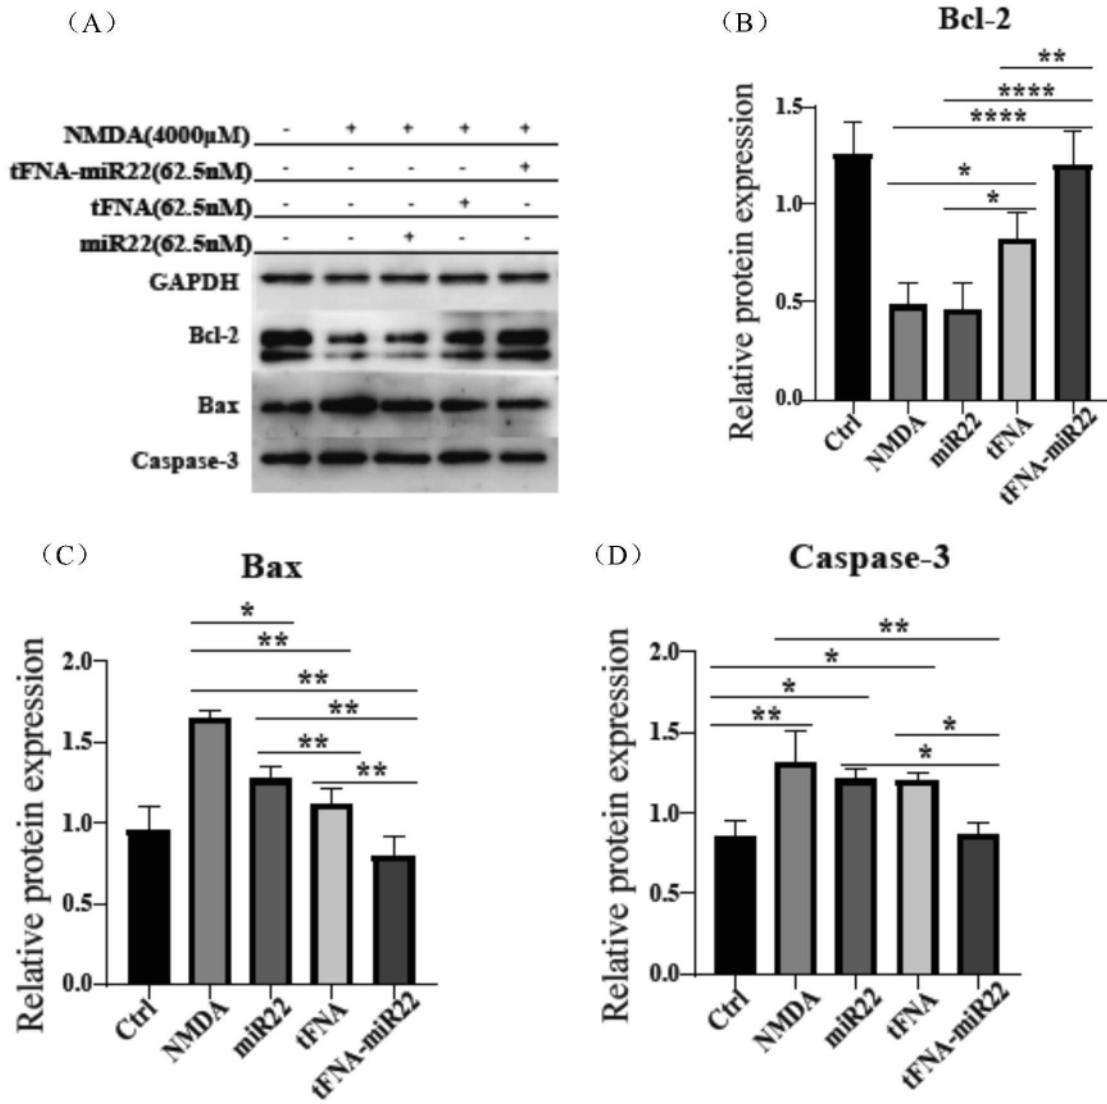 (A)
NMDA(4000μM) - + + + +
tFNA-miR22(62.5nM) - - - - +
tFNA(62.5nM) - - - + -
miR22(62.5nM) - - + - -
GAPDH
Bcl-2
Bax
Caspase-3
(B)
Bcl-2
**
****
****
*
*
Relative protein expression
1.5
1.0
0.5
0.0
Ctrl
NMDA
miR22
tFNA
tFNA-miR22
(C)
Bax
*
**
**
**
**
**
Relative protein expression
2.0
1.5
1.0
0.5
0.0
Ctrl
NMDA
miR22
tFNA
tFNA-miR22
(D)
Caspase-3
**
*
*
**
*
*
Relative protein expression
2.0
1.5
1.0
0.5
0.0
Ctrl
NMDA
miR22
tFNA
tFNA-miR22